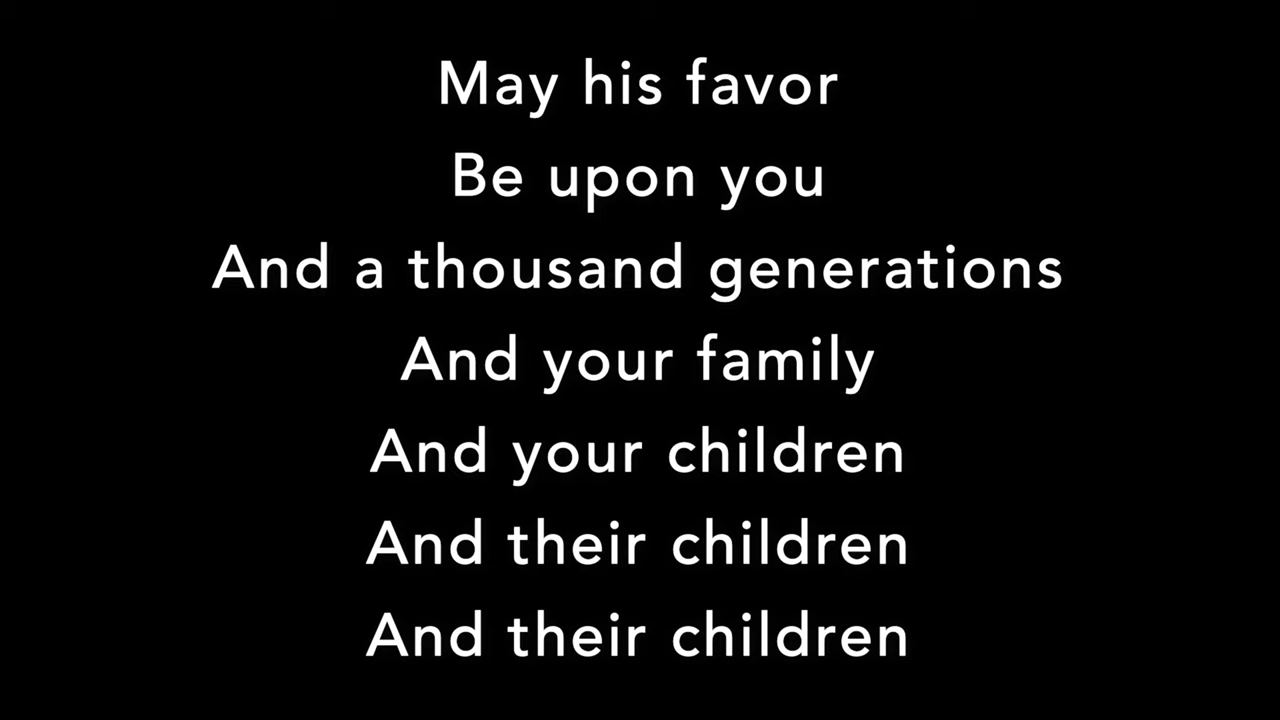 May his favor
Be upon you
And a thousand generations
And your family
And your children
And their children
And their children